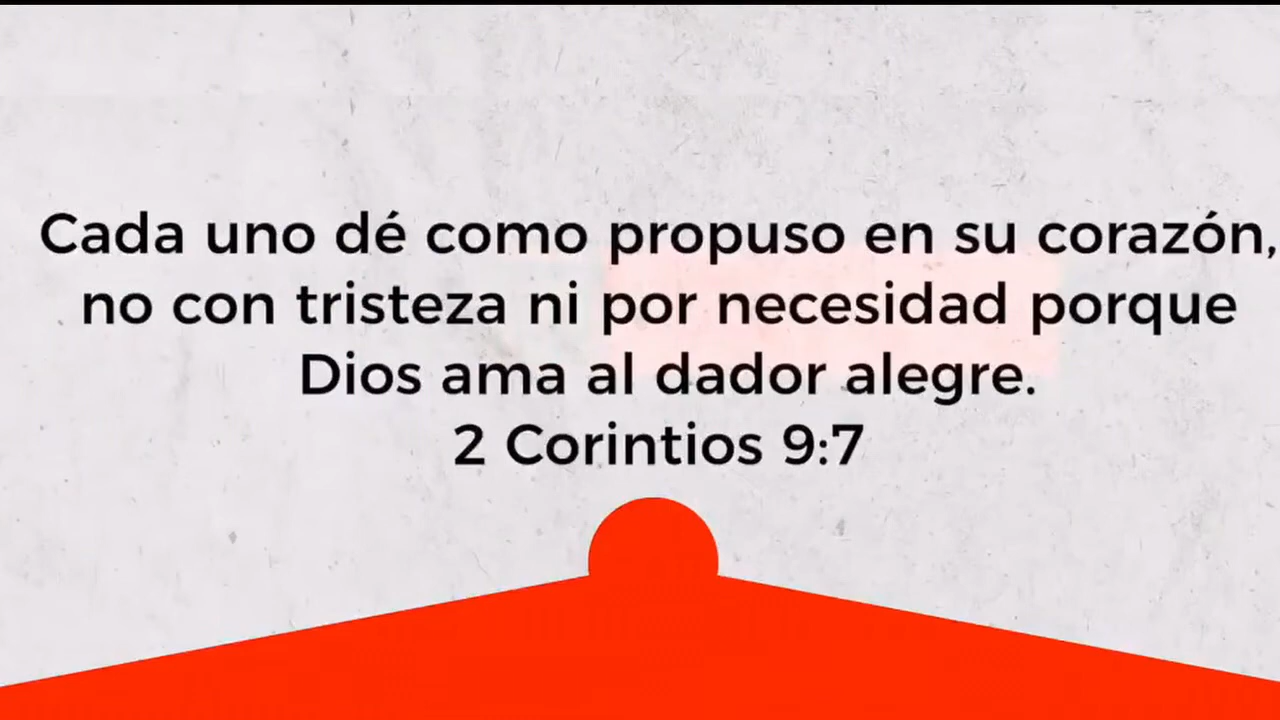 Cada uno dé como propuso en su corazón,
no con tristeza ni por necesidad porque
Dios ama al dador alegre.
2 Corintios 9:7